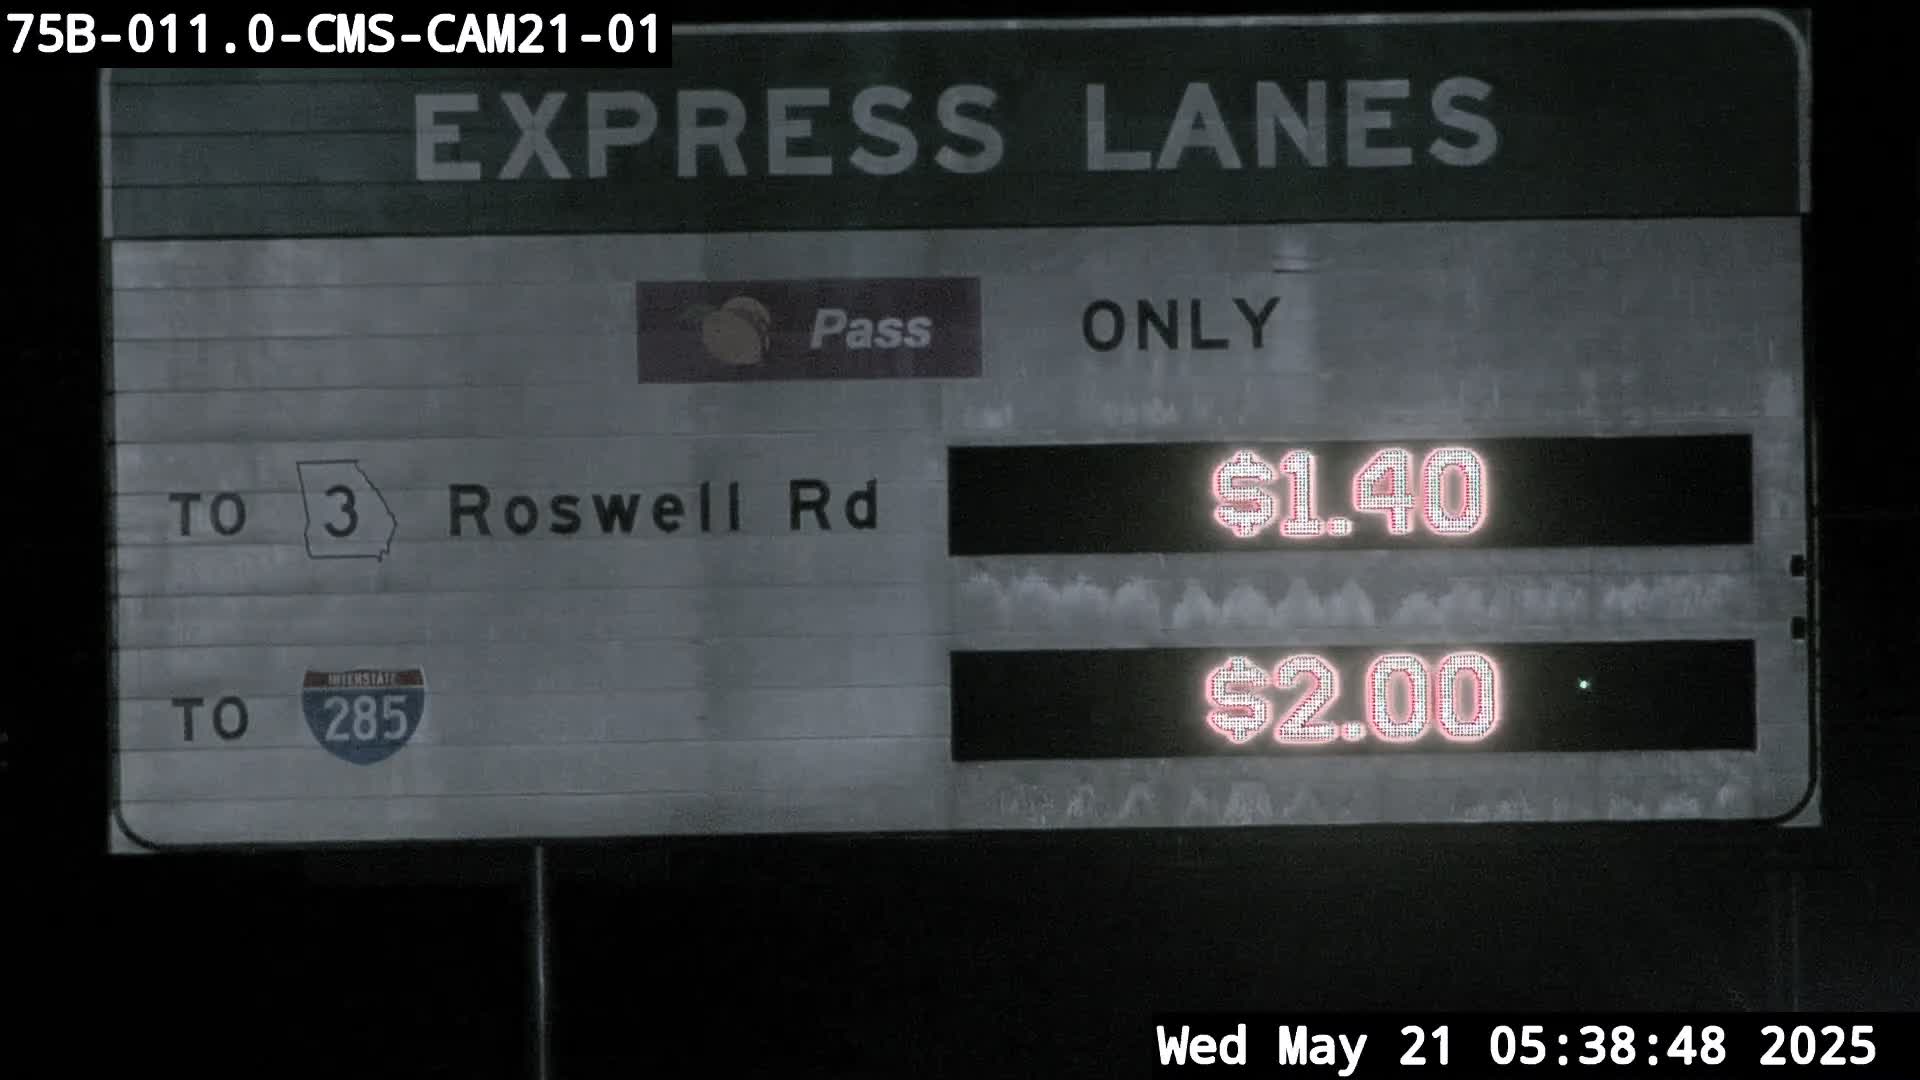 75B-011.0-CMS-CAM21-01
EXPRESS LANES
Pass ONLY
TO 3 Roswell Rd $1.40
TO INTERSTATE 285 $2.00
Wed May 21 05:38:48 2025